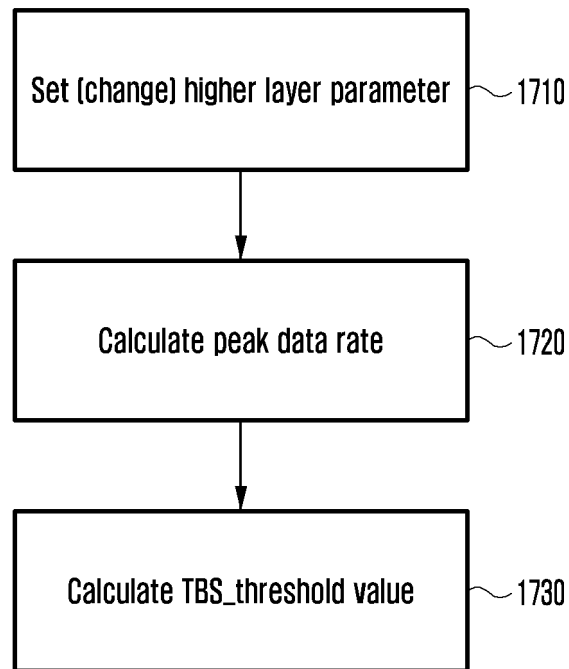 Set (change) higher layer parameter
1710
Calculate peak data rate
1720
Calculate TBS_threshold value
1730